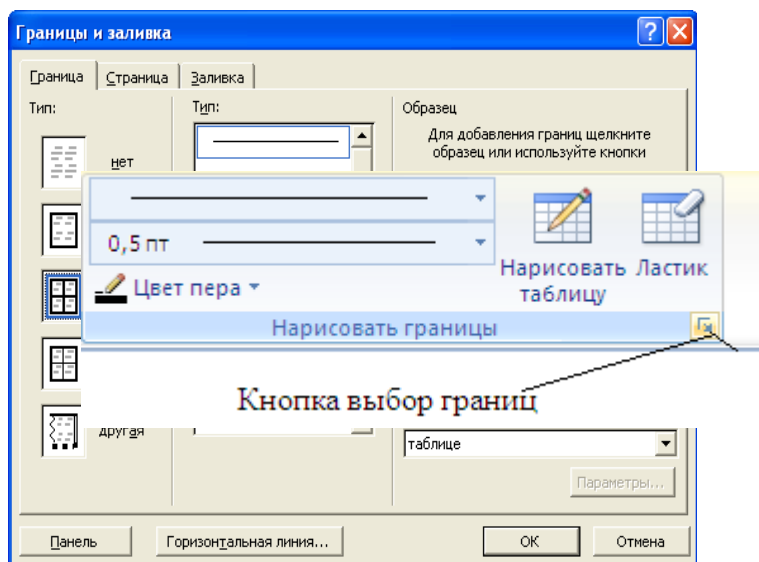 Границы и заливка
Граница Страница Заливка
Тип:
Тип:
Образец
Для добавления границ щелкните
образец или используйте кнопки
нет
0,5 пт
Цвет пера
Нарисовать
таблицу
Ластик
Нарисовать границы
Кнопка выбор границ
другая
таблице
Параметры...
Панель
Горизонтальная линия...
ОК
Отмена